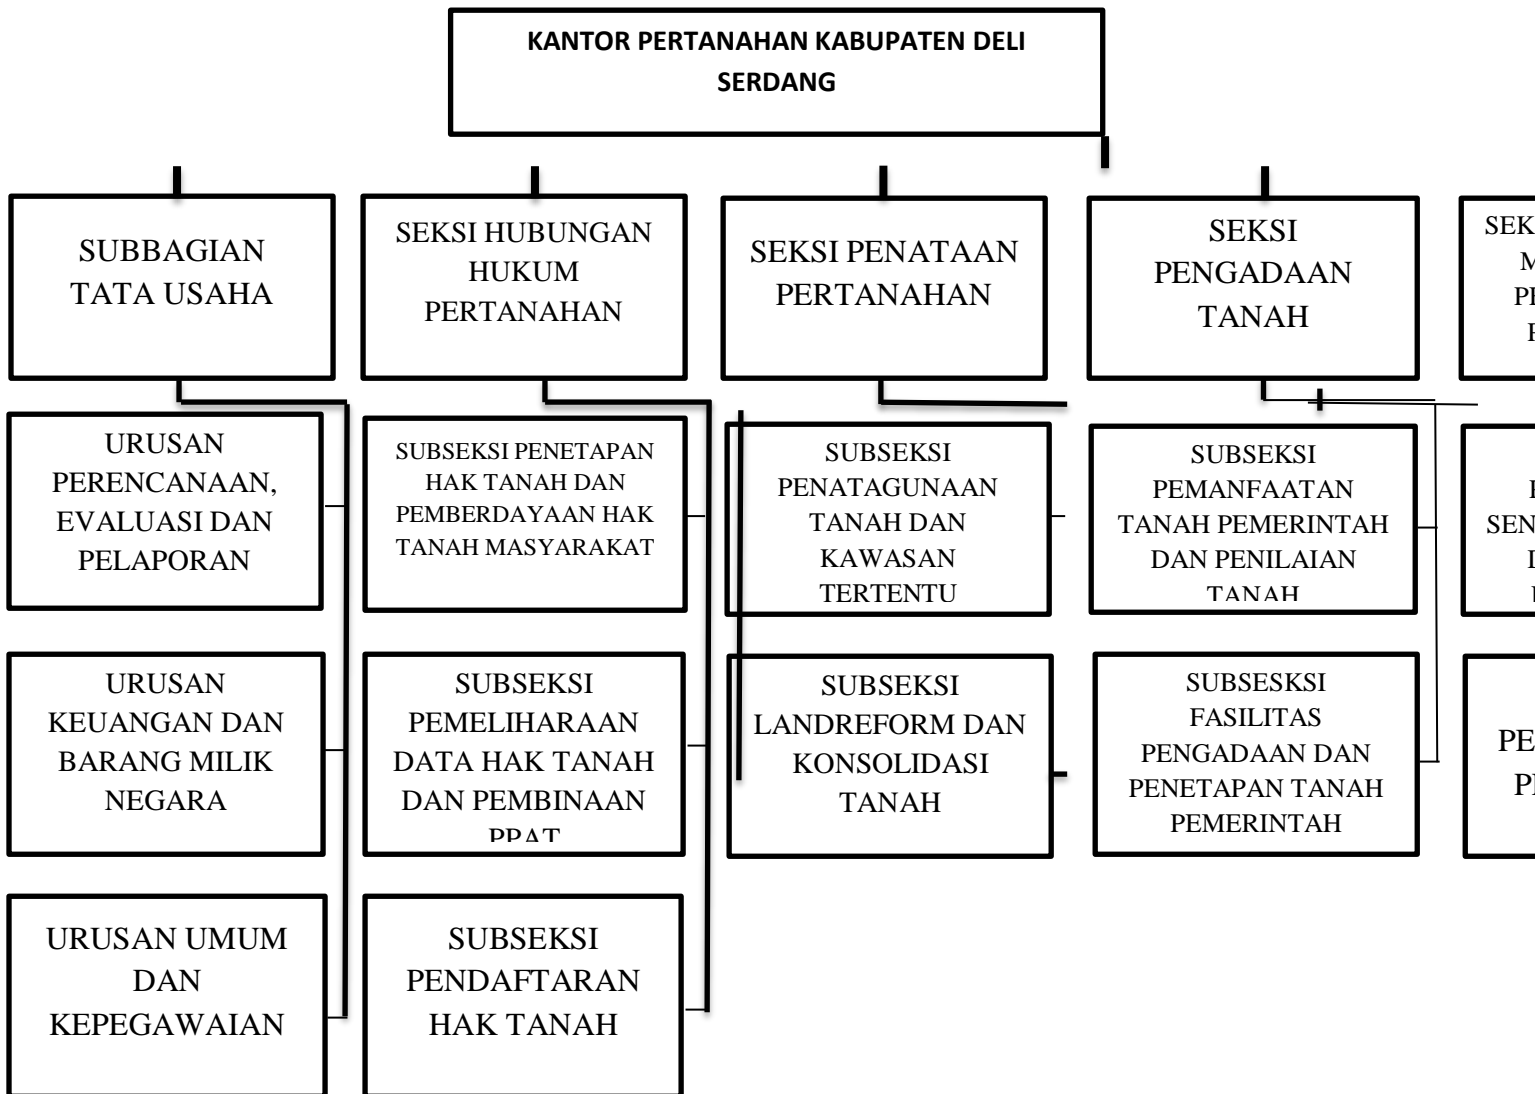 KANTOR PERTANAHAN KABUPATEN DELI
SERDANG
SUBBAGIAN
TATA USAHA
SEKSI HUBUNGAN
HUKUM
PERTANAHAN
SEKSI PENATAAN
PERTANAHAN
SEKSI
PENGADAAN
TANAH
URUSAN
PERENCANAAN,
EVALUASI DAN
PELAPORAN
SUBSEKSI PENETAPAN
HAK TANAH DAN
PEMBERDAYAAN HAK
TANAH MASYARAKAT
SUBSEKSI
PENATAGUNAAN
TANAH DAN
KAWASAN
TERTENTU
SUBSEKSI
PEMANFAATAN
TANAH PEMERINTAH
DAN PENILAIAN
TANAH
URUSAN
KEUANGAN DAN
BARANG MILIK
NEGARA
SUBSEKSI
PEMELIHARAAN
DATA HAK TANAH
DAN PEMBINAAN
PPAT
SUBSEKSI
LANDREFORM DAN
KONSOLIDASI
TANAH
SUBSESKSI
FASILITAS
PENGADAAN DAN
PENETAPAN TANAH
PEMERINTAH
URUSAN UMUM
DAN
KEPEGAWAIAN
SUBSEKSI
PENDAFTARAN
HAK TANAH